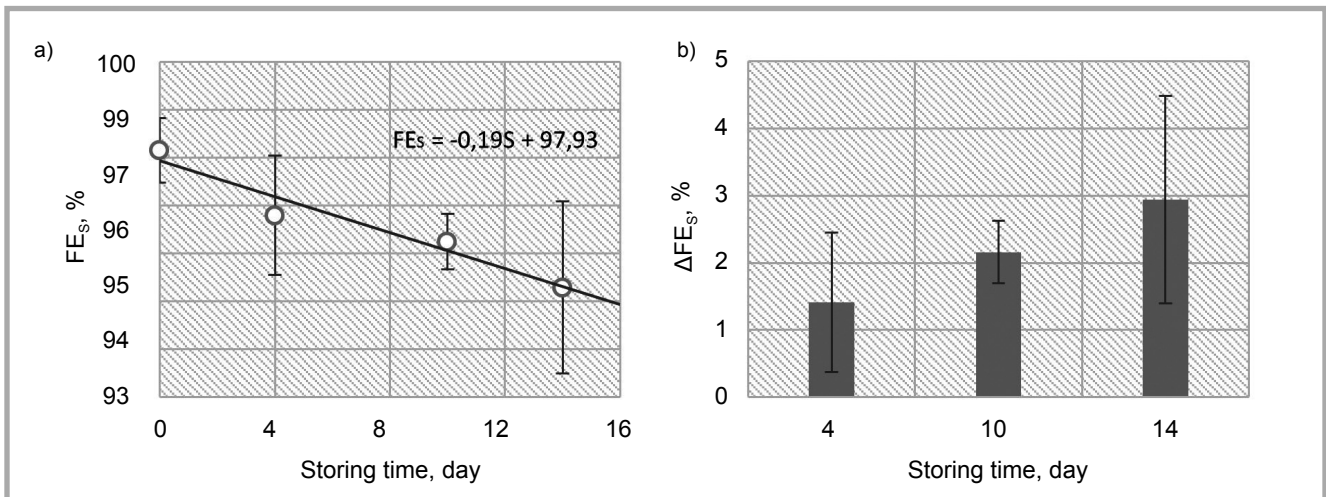 a)
100
99
97
96
95
94
93
FEs, %
FEs = -0,19S + 97,93
0 4 8 12 16
Storing time, day
b)
5
4
3
2
1
0
ΔFEs, %
4 10 14
Storing time, day